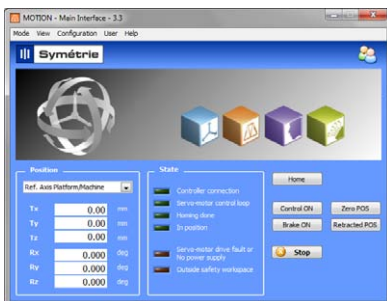 MOTION - Main Interface - 3.3
Mode View Configuration User Help
Symétrie
Position
Ref. Axis Platform/Machine
Tx 0.00 mm
Ty 0.00 mm
Tz 0.00 mm
Rx 0.000 deg
Ry 0.000 deg
Rz 0.000 deg
State
Controller connection
Servo-motor control loop
Homing done
In position
Servo-motor drive fault or
No power supply
Outside safety workspace
Home
Control ON Zero POS
Brake ON Retracted POS
Stop